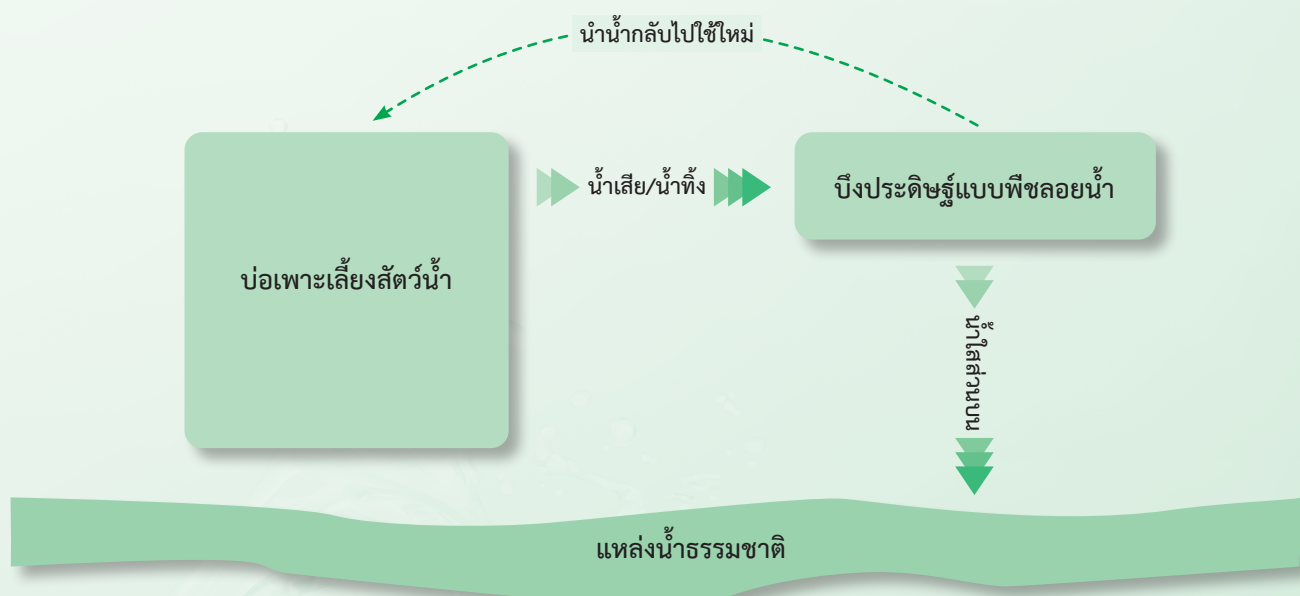 นำน้ำกลับไปใช้ใหม่
น้ำเสีย/น้ำทิ้ง
บึงประดิษฐ์แบบพืชลอยน้ำ
บ่อเพาะเลี้ยงสัตว์น้ำ
น้ำใสส่วนบน
แหล่งน้ำธรรมชาติ